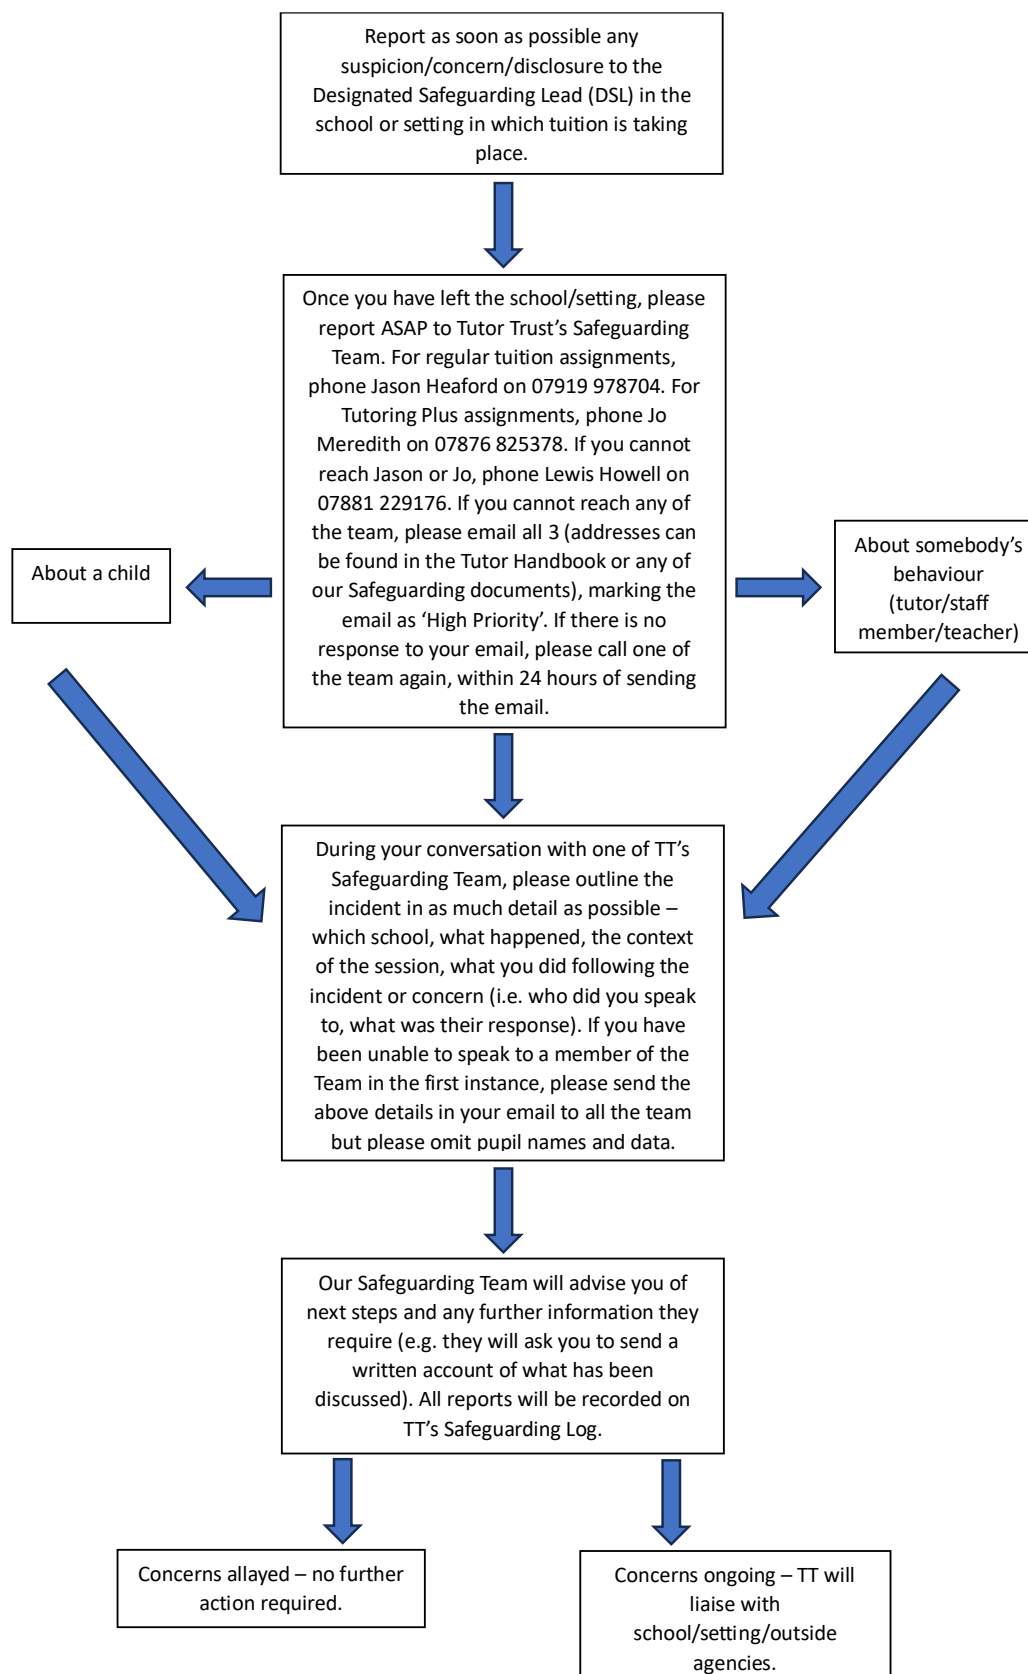 Report as soon as possible any
suspicion/concern/disclosure to the
Designated Safeguarding Lead (DSL) in the
school or setting in which tuition is taking
place.
Once you have left the school/setting, please
report ASAP to Tutor Trust’s Safeguarding
Team. For regular tuition assignments,
phone Jason Heaford on 07919 978704. For
Tutoring Plus assignments, phone Jo
Meredith on 07876 825378. If you cannot
reach Jason or Jo, phone Lewis Howell on
07881 229176. If you cannot reach any of
the team, please email all 3 (addresses can
be found in the Tutor Handbook or any of
our Safeguarding documents), marking the
email as ‘High Priority’. If there is no
response to your email, please call one of
the team again, within 24 hours of sending
the email.
About a child
About somebody’s
behaviour
(tutor/staff
member/teacher)
During your conversation with one of TT’s
Safeguarding Team, please outline the
incident in as much detail as possible –
which school, what happened, the context
of the session, what you did following the
incident or concern (i.e. who did you speak
to, what was their response). If you have
been unable to speak to a member of the
Team in the first instance, please send the
above details in your email to all the team
but please omit pupil names and data.
Our Safeguarding Team will advise you of
next steps and any further information they
require (e.g. they will ask you to send a
written account of what has been
discussed). All reports will be recorded on
TT’s Safeguarding Log.
Concerns allayed – no further
action required.
Concerns ongoing – TT will
liaise with
school/setting/outside
agencies.